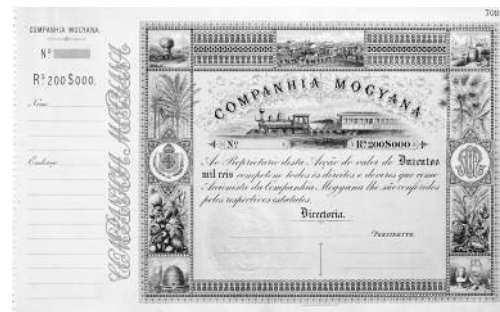 7011
COMPANHIA MOGYANA.
Nº
Rˢ 200$000.
Nome
Endereço
COMPANHIA MOGYANA
COMPANHIA MOGYANA
Nº
Rˢ 200$000
Ao Proprietario desta Acção do valor de Duzentos
mil reis competem todos os direitos e deveres que como
Accionista da Companhia Mogyana lhe são conferidos
pelos respectivos estatutos.
Directoria.
PRESIDENTE.